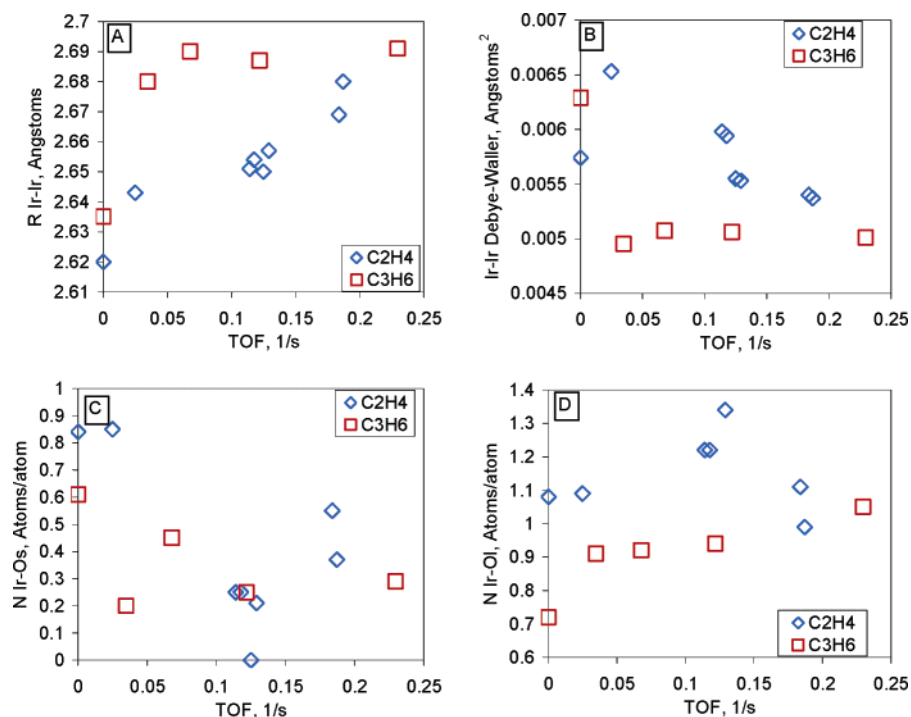 A
R Ir-Ir, Angstoms
2.7
2.69
2.68
2.67
2.66
2.65
2.64
2.63
2.62
2.61
0 0.05 0.1 0.15 0.2 0.25
TOF, 1/s
C2H4
C3H6
B
Ir-Ir Debye-Waller, Angstoms²
0.007
0.0065
0.006
0.0055
0.005
0.0045
0 0.05 0.1 0.15 0.2 0.25
TOF, 1/s
C2H4
C3H6
C
N Ir-Os, Atoms/atom
1
0.9
0.8
0.7
0.6
0.5
0.4
0.3
0.2
0.1
0
0 0.05 0.1 0.15 0.2 0.25
TOF, 1/s
C2H4
C3H6
D
N Ir-Ol, Atoms/atom
1.4
1.3
1.2
1.1
1
0.9
0.8
0.7
0.6
0 0.05 0.1 0.15 0.2 0.25
TOF, 1/s
C2H4
C3H6